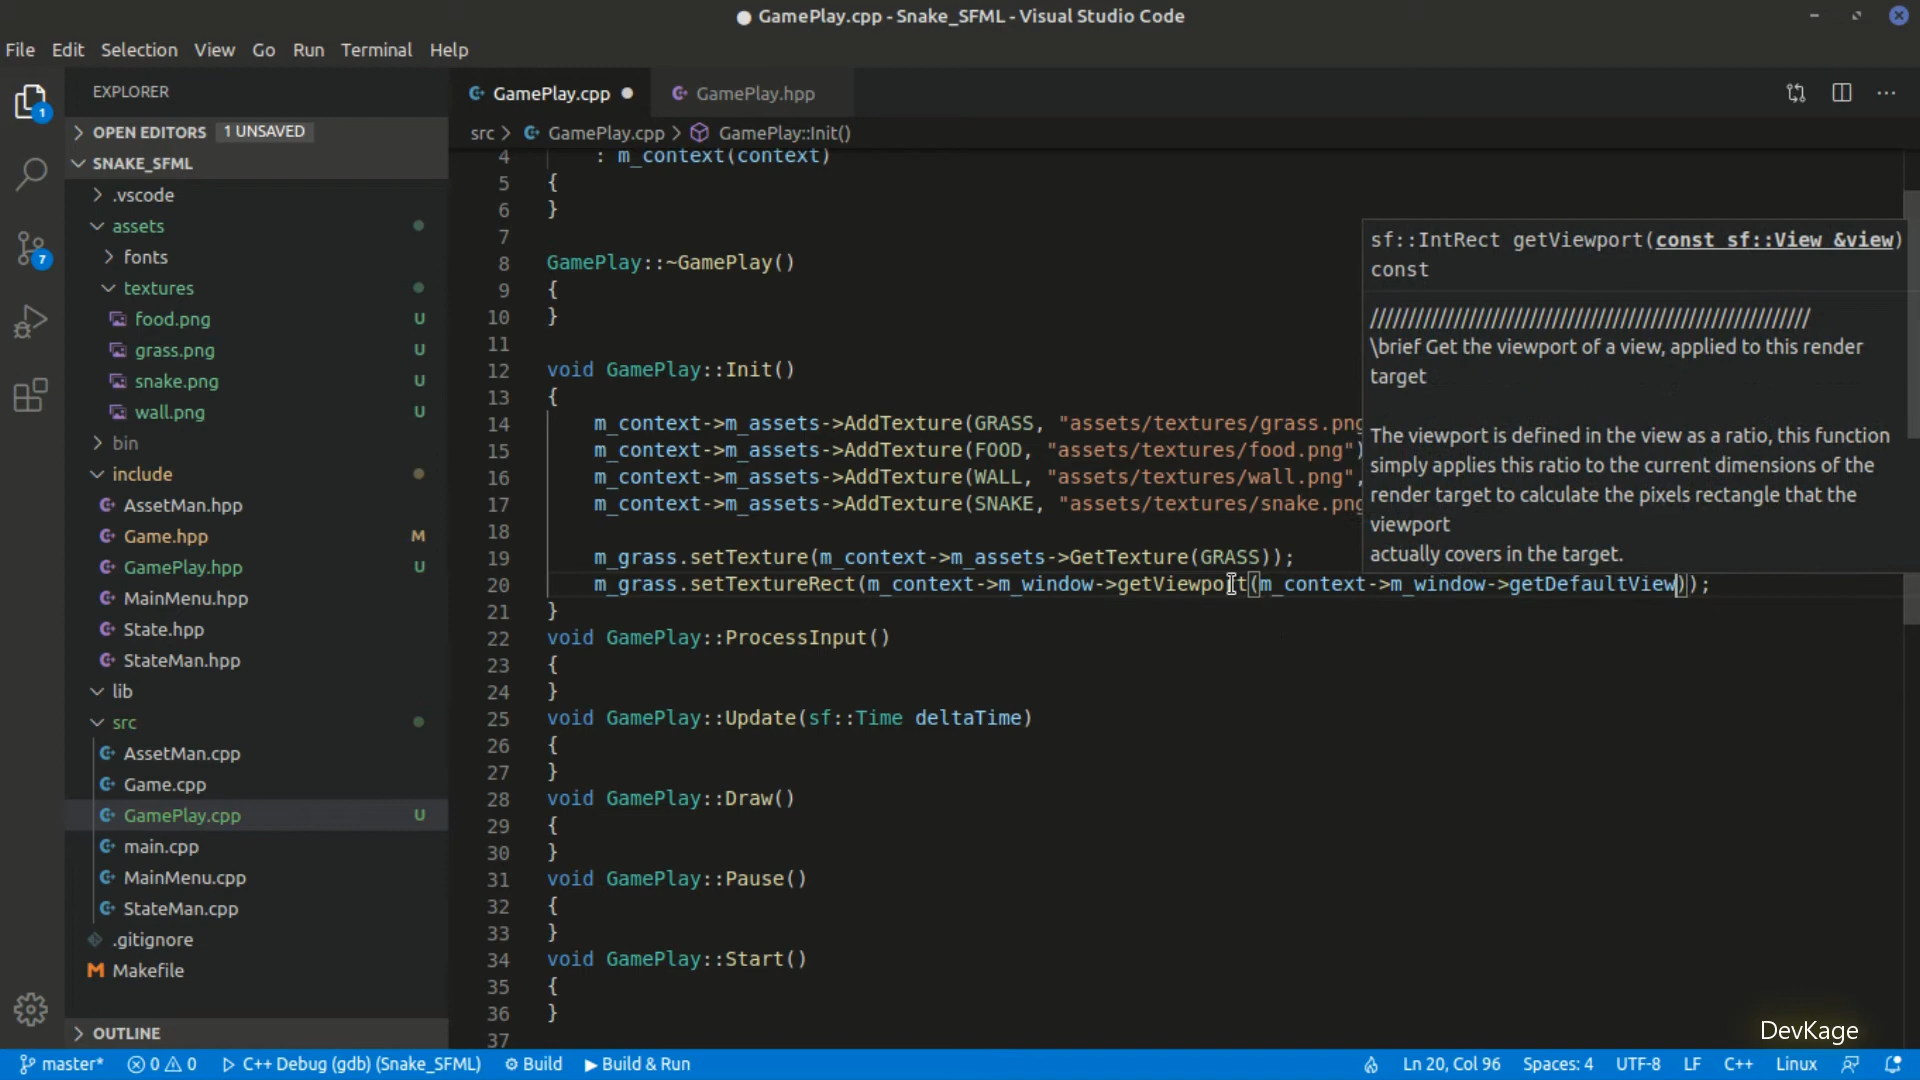 GamePlay.cpp - Snake_SFML - Visual Studio Code
File Edit Selection View Go Run Terminal Help
EXPLORER
GamePlay.cpp
GamePlay.hpp
1
OPEN EDITORS 1 UNSAVED
src > GamePlay.cpp > GamePlay::Init()
SNAKE_SFML
.vscode
assets
fonts
textures
food.png U
grass.png U
snake.png U
wall.png U
bin
include
AssetMan.hpp
Game.hpp M
GamePlay.hpp U
MainMenu.hpp
State.hpp
StateMan.hpp
lib
src
AssetMan.cpp
Game.cpp
GamePlay.cpp U
main.cpp
MainMenu.cpp
StateMan.cpp
.gitignore
Makefile
OUTLINE
7
4 : m_context(context)
5 {
6 }
7
8 GamePlay::~GamePlay()
9 {
10 }
11
12 void GamePlay::Init()
13 {
14 m_context->m_assets->AddTexture(GRASS, "assets/textures/grass.png
15 m_context->m_assets->AddTexture(FOOD, "assets/textures/food.png")
16 m_context->m_assets->AddTexture(WALL, "assets/textures/wall.png",
17 m_context->m_assets->AddTexture(SNAKE, "assets/textures/snake.png
18
19 m_grass.setTexture(m_context->m_assets->GetTexture(GRASS));
20 m_grass.setTextureRect(m_context->m_window->getViewport(m_context->m_window->getDefaultView));
21 }
22 void GamePlay::ProcessInput()
23 {
24 }
25 void GamePlay::Update(sf::Time deltaTime)
26 {
27 }
28 void GamePlay::Draw()
29 {
30 }
31 void GamePlay::Pause()
32 {
33 }
34 void GamePlay::Start()
35 {
36 }
37
sf::IntRect getViewport(const sf::View &view)
const
//////////////////////////////////////////////////////////
\brief Get the viewport of a view, applied to this render
target
The viewport is defined in the view as a ratio, this function
simply applies this ratio to the current dimensions of the
render target to calculate the pixels rectangle that the
viewport
actually covers in the target.
DevKage
master* 0 0 C++ Debug (gdb) (Snake_SFML) Build Build & Run Ln 20, Col 96 Spaces: 4 UTF-8 LF C++ Linux